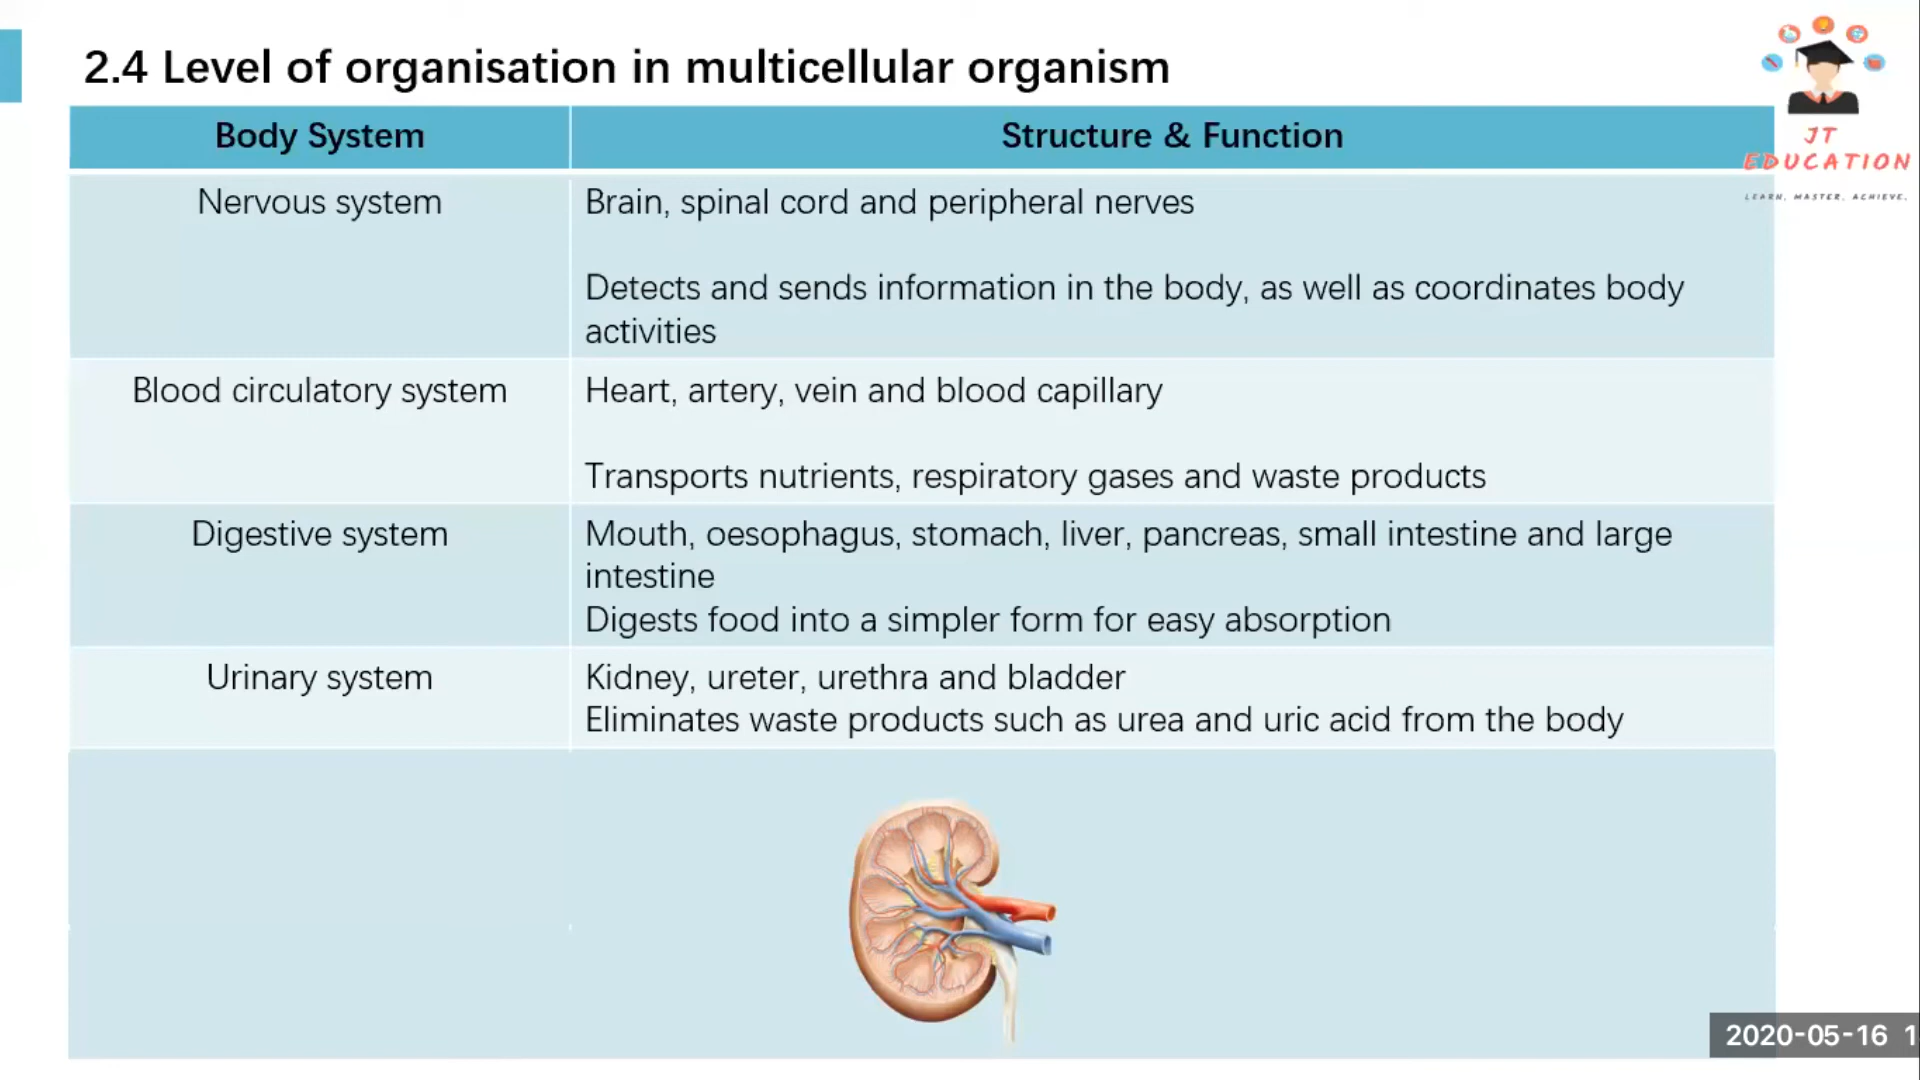 2.4 Level of organisation in multicellular organism
JT
EDUCATION
LEARN. MASTER. ACHIEVE.
Body System
Structure & Function
Nervous system
Brain, spinal cord and peripheral nerves
Detects and sends information in the body, as well as coordinates body
activities
Blood circulatory system
Heart, artery, vein and blood capillary
Transports nutrients, respiratory gases and waste products
Digestive system
Mouth, oesophagus, stomach, liver, pancreas, small intestine and large
intestine
Digests food into a simpler form for easy absorption
Urinary system
Kidney, ureter, urethra and bladder
Eliminates waste products such as urea and uric acid from the body
2020-05-16 1